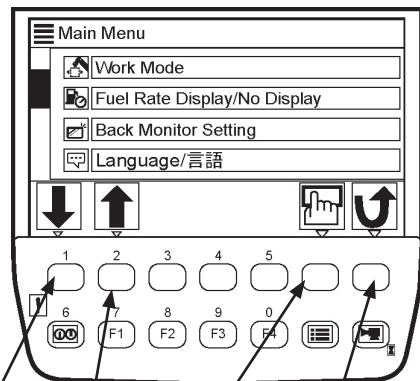 Main Menu
Work Mode
Fuel Rate Display/No Display
Back Monitor Setting
Language/言語
1 2 3 4 5
6 7 8 9 0
F1 F2 F3 F4